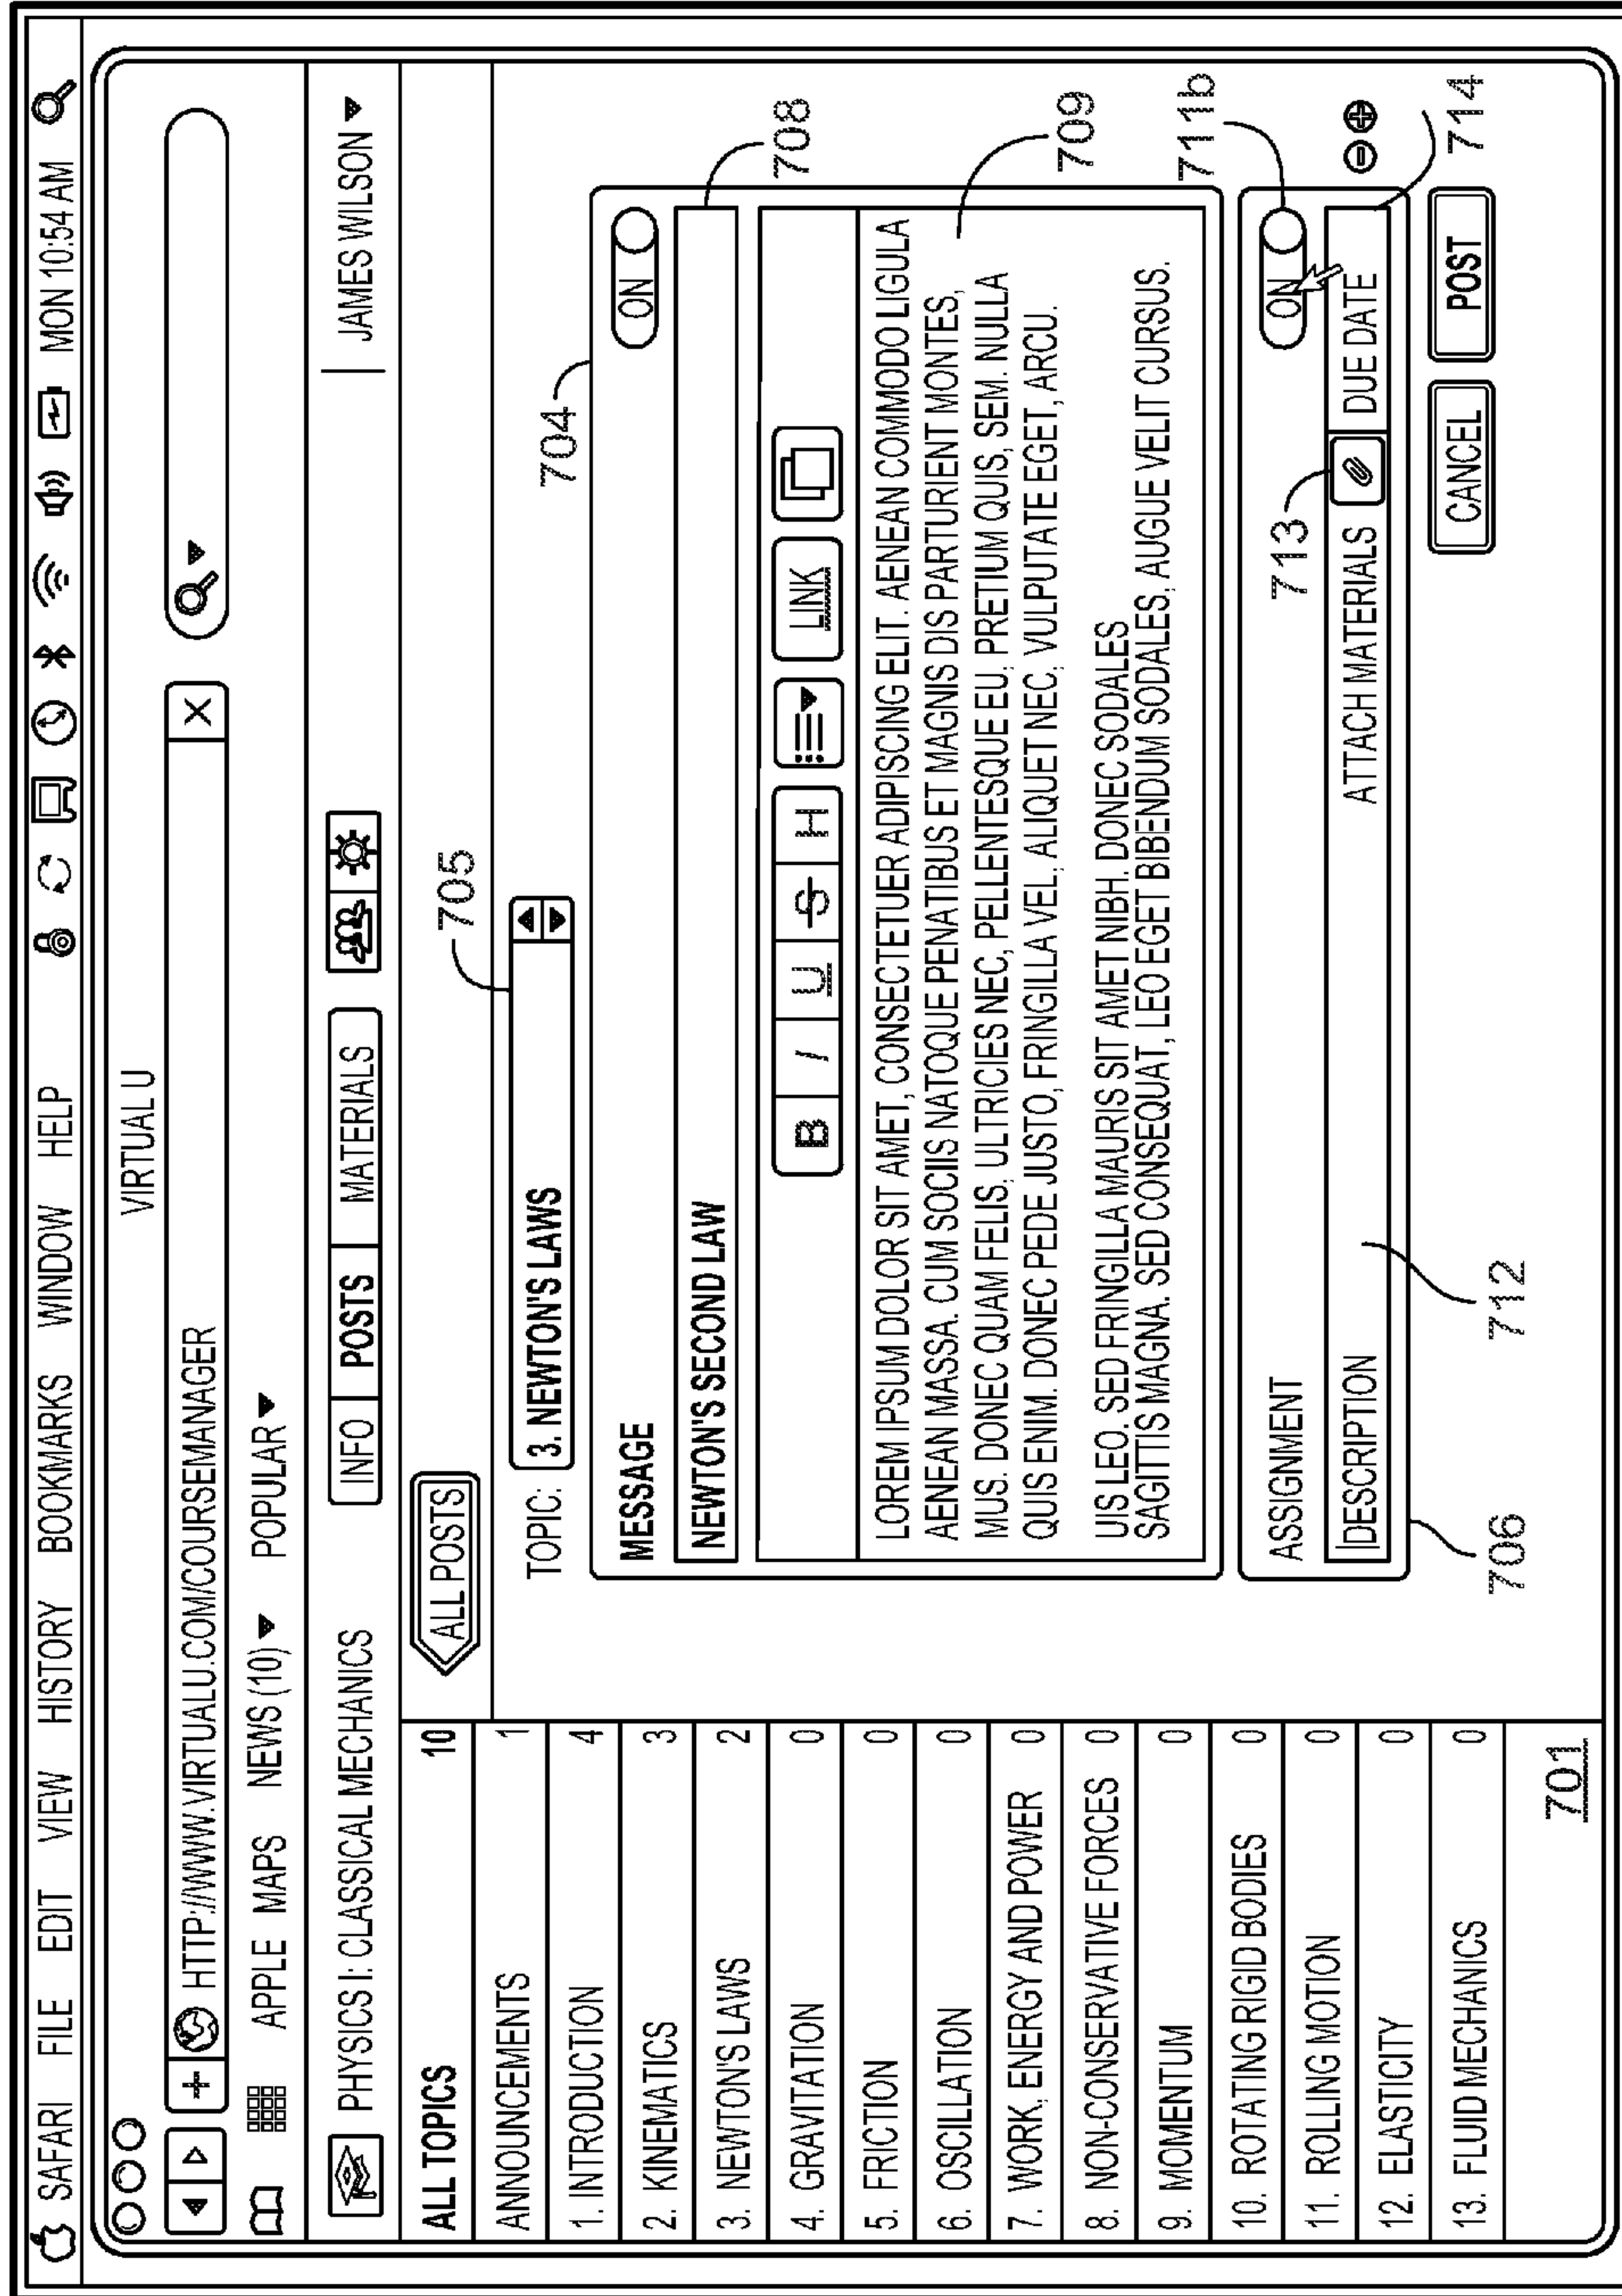 SAFARI FILE EDIT VIEW HISTORY BOOKMARKS WINDOW HELP MON 10:54 AM
VIRTUAL U
+ HTTP://WWW.VIRTUALU.COM/COURSEMANAGER X
APPLE MAPS NEWS (10) POPULAR
PHYSICS I: CLASSICAL MECHANICS INFO POSTS MATERIALS JAMES WILSON
ALL TOPICS 10
ANNOUNCEMENTS 1
1. INTRODUCTION 4
2. KINEMATICS 3
3. NEWTON'S LAWS 2
4. GRAVITATION 0
5. FRICTION 0
6. OSCILLATION 0
7. WORK, ENERGY AND POWER 0
8. NON-CONSERVATIVE FORCES 0
9. MOMENTUM 0
10. ROTATING RIGID BODIES 0
11. ROLLING MOTION 0
12. ELASTICITY 0
13. FLUID MECHANICS 0
701
ALL POSTS
705
TOPIC: 3. NEWTON'S LAWS
704
MESSAGE ON
NEWTON'S SECOND LAW
708
B I U S H LINK
LOREM IPSUM DOLOR SIT AMET, CONSECTETUER ADIPISCING ELIT. AENEAN COMMODO LIGULA
AENEAN MASSA. CUM SOCIIS NATOQUE PENATIBUS ET MAGNIS DIS PARTURIENT MONTES,
MUS. DONEC QUAM FELIS, ULTRICIES NEC, PELLENTESQUE EU, PRETIUM QUIS, SEM. NULLA
QUIS ENIM. DONEC PEDE JUSTO, FRINGILLA VEL, ALIQUET NEC, VULPUTATE EGET, ARCU.
UIS LEO. SED FRINGILLA MAURIS SIT AMET NIBH. DONEC SODALES
SAGITTIS MAGNA. SED CONSEQUAT, LEO EGET BIBENDUM SODALES, AUGUE VELIT CURSUS.
709
711b
ASSIGNMENT ON
713
DESCRIPTION ATTACH MATERIALS DUE DATE
706
712
714
CANCEL POST